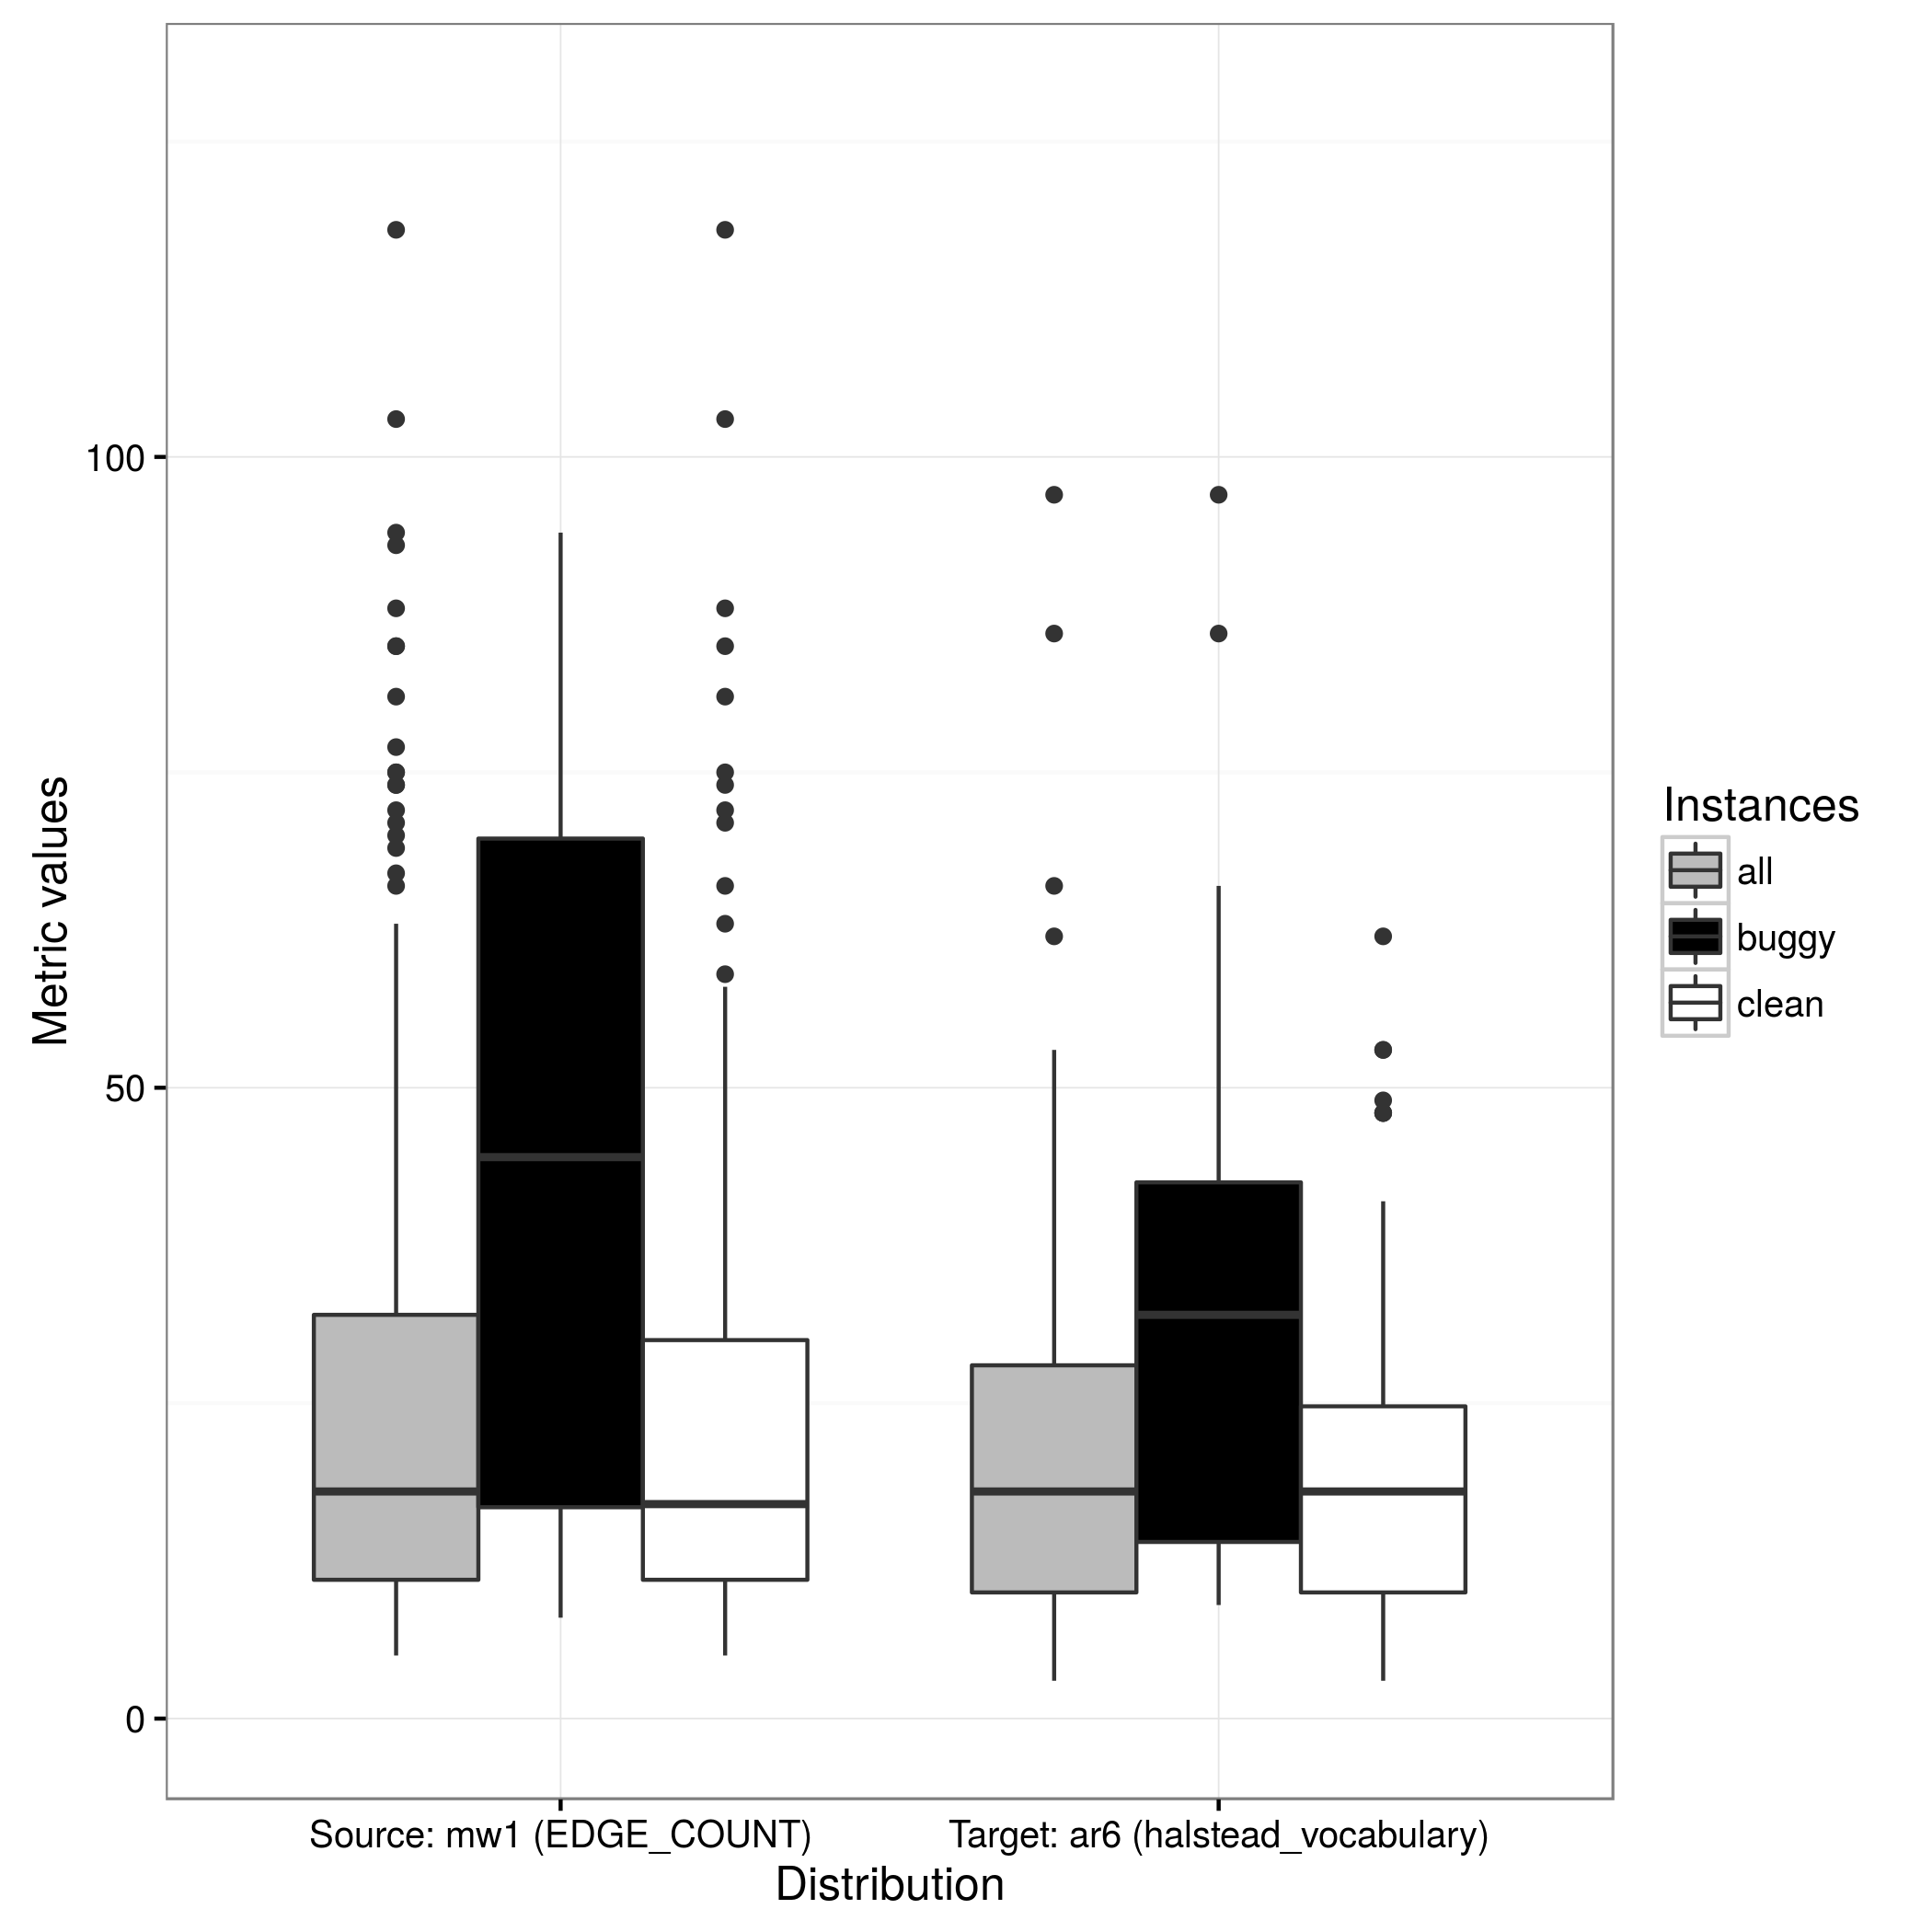 Metric values
100
50
0
Source: mw1 (EDGE_COUNT)
Target: ar6 (halstead_vocabulary)
Distribution
Instances
all
buggy
clean